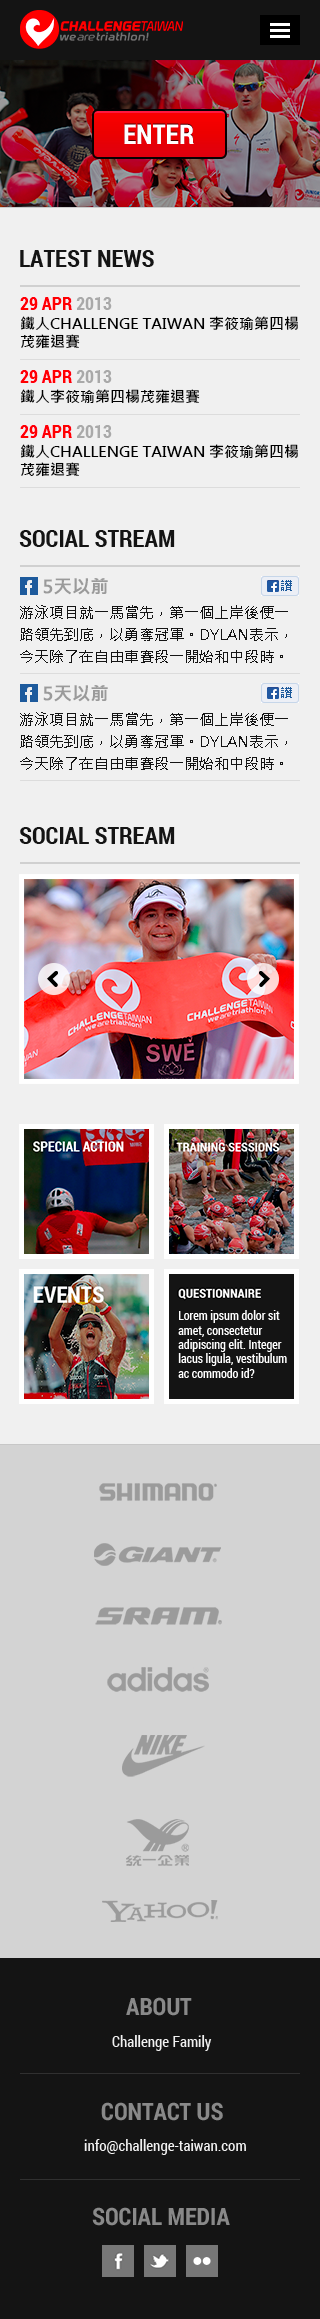 CHALLENGETAIWAN
we are triathlon!
ENTER
LATEST NEWS
29 APR 2013
鐵人CHALLENGE TAIWAN 李筱瑜第四楊
茂雍退賽
29 APR 2013
鐵人李筱瑜第四楊茂雍退賽
29 APR 2013
鐵人CHALLENGE TAIWAN 李筱瑜第四楊
茂雍退賽
SOCIAL STREAM
5天以前
讚
游泳項目就一馬當先，第一個上岸後便一
路領先到底，以勇奪冠軍。DYLAN表示，
今天除了在自由車賽段一開始和中段時。
5天以前
讚
游泳項目就一馬當先，第一個上岸後便一
路領先到底，以勇奪冠軍。DYLAN表示，
今天除了在自由車賽段一開始和中段時。
SOCIAL STREAM
CHALLENGETAIWAN
we are triathlon!
CHALLENGETAIWAN
we are triathlon!
SWE
SPECIAL ACTION
TRAINING SESSIONS
EVENTS
QUESTIONNAIRE
Lorem ipsum dolor sit
amet, consectetur
adipiscing elit. Integer
lacus ligula, vestibulum
ac commodo id?
SHIMANO
GIANT
SRAM
adidas
NIKE
統一企業
YAHOO!
ABOUT
Challenge Family
CONTACT US
info@challenge-taiwan.com
SOCIAL MEDIA